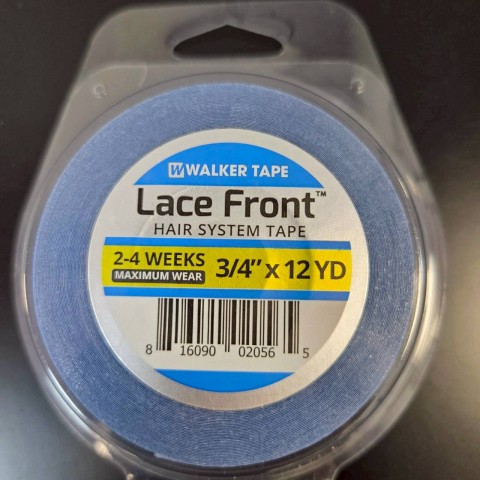 W WALKER TAPE
Lace Front™
HAIR SYSTEM TAPE
2-4 WEEKS
MAXIMUM WEAR
3/4" x 12 YD
8 16090 02056 5